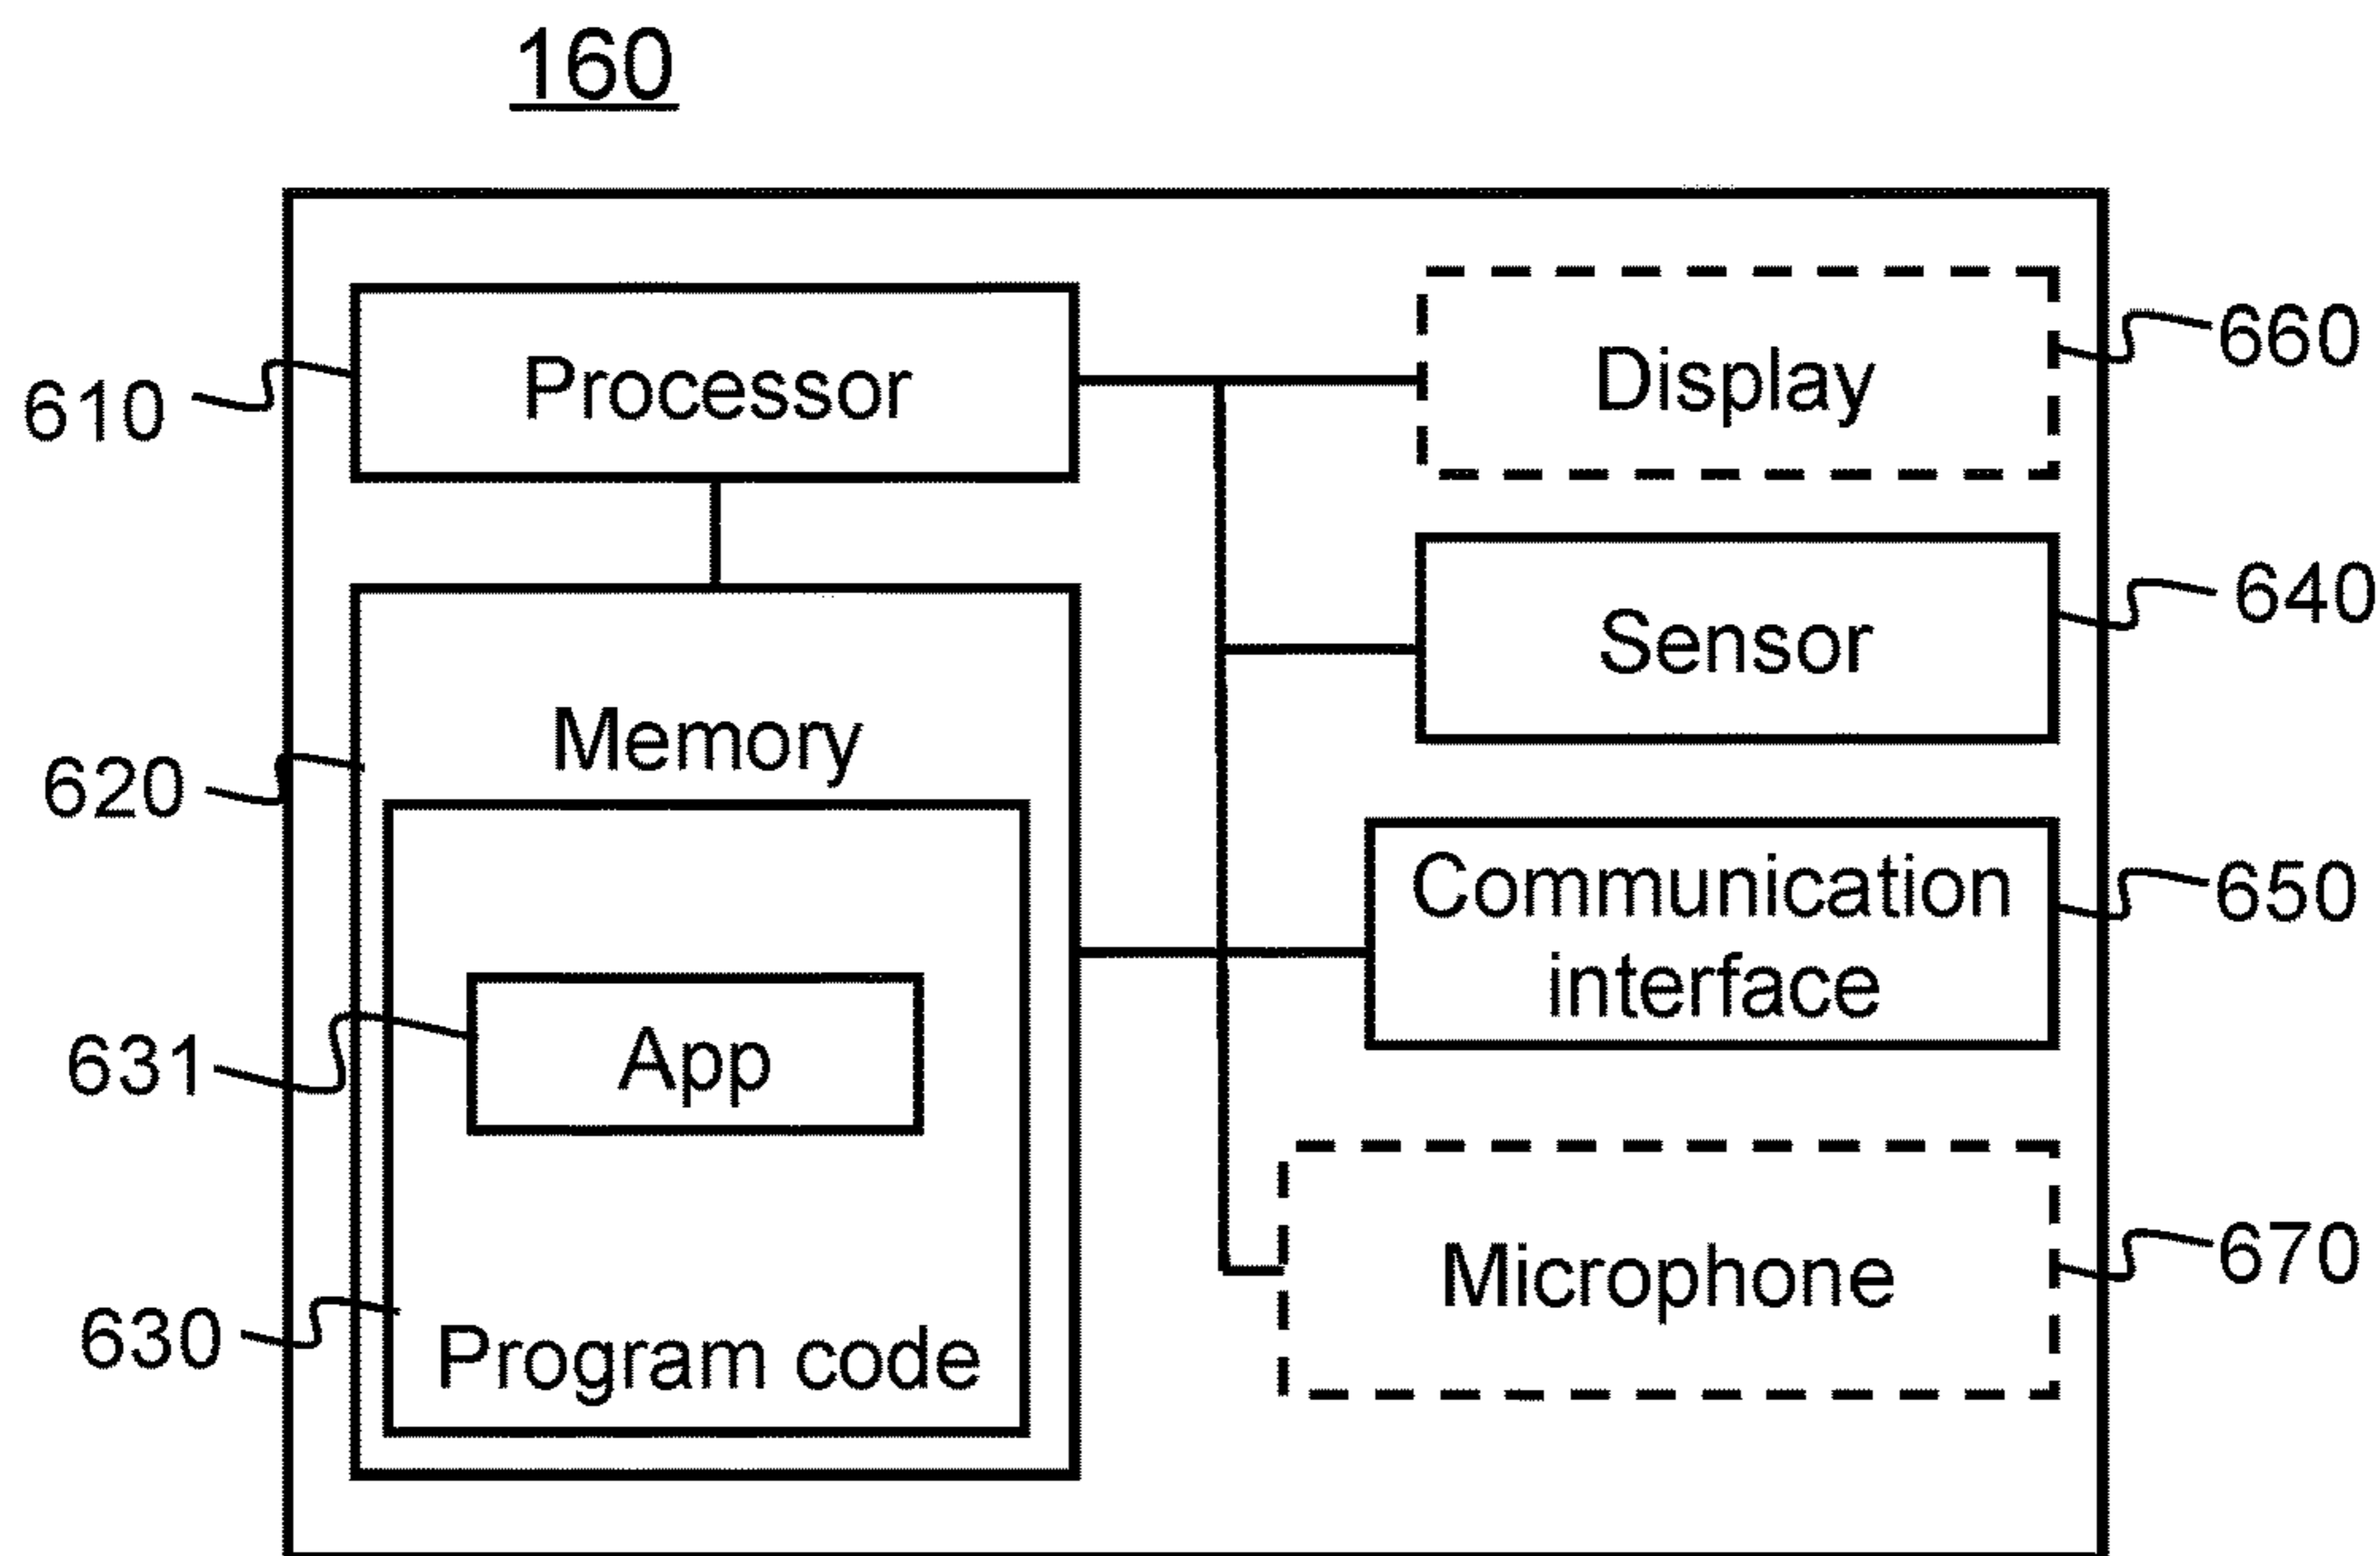 160
Processor
Display
660
610
Sensor
640
Memory
620
Communication
interface
650
App
631
Microphone
670
630
Program code